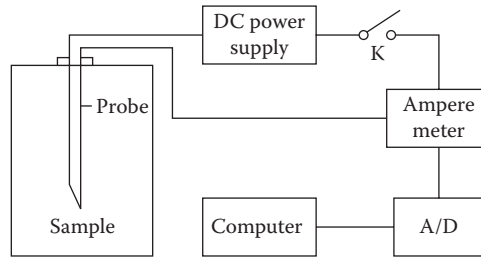 DC power
supply
K
Probe
Ampere
meter
Sample
Computer
A/D